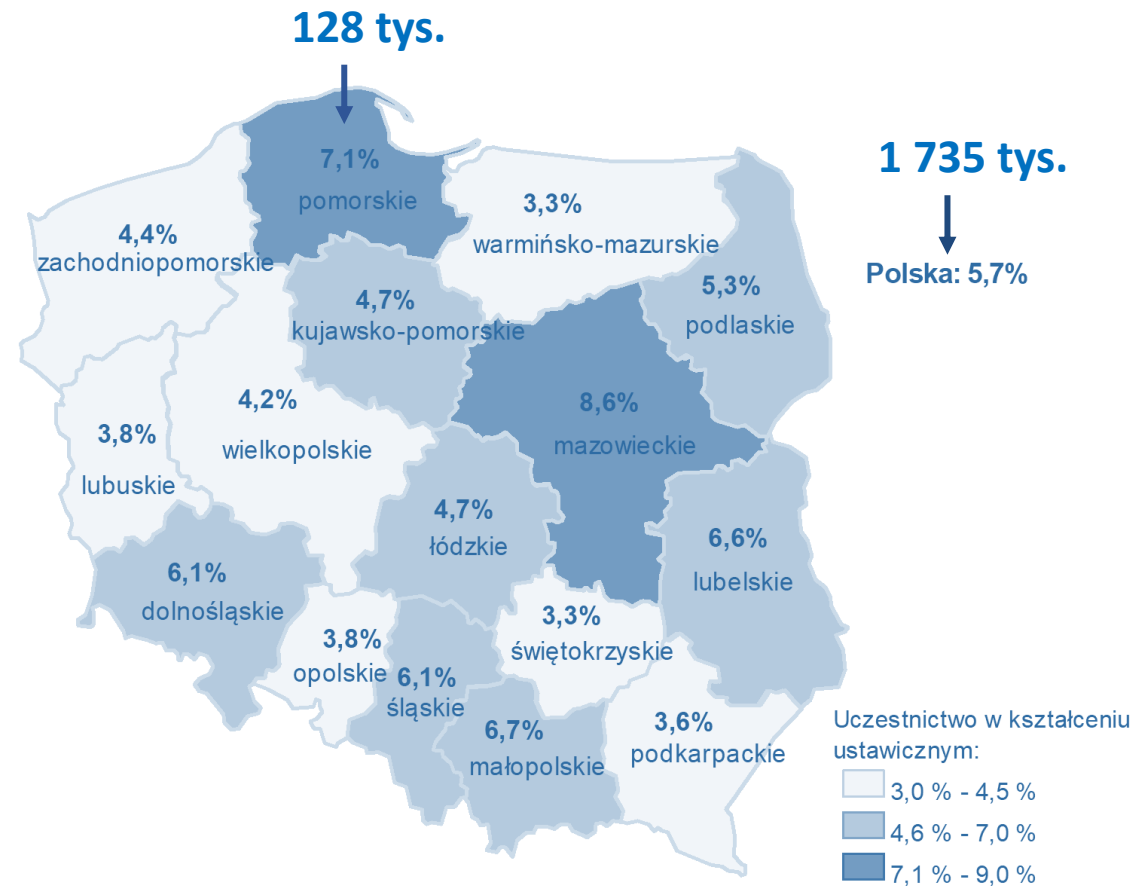 128 tys.
1 735 tys.
Polska: 5,7%
7,1%
pomorskie
3,3%
warmińsko-mazurskie
4,4%
zachodniopomorskie
4,7%
kujawsko-pomorskie
5,3%
podlaskie
4,2%
wielkopolskie
8,6%
mazowieckie
3,8%
lubuskie
4,7%
łódzkie
6,6%
lubelskie
6,1%
dolnośląskie
3,8%
opolskie
6,1%
śląskie
3,3%
świętokrzyskie
6,7%
małopolskie
3,6%
podkarpackie
Uczestnictwo w kształceniu
ustawicznym:
3,0 % - 4,5 %
4,6 % - 7,0 %
7,1 % - 9,0 %